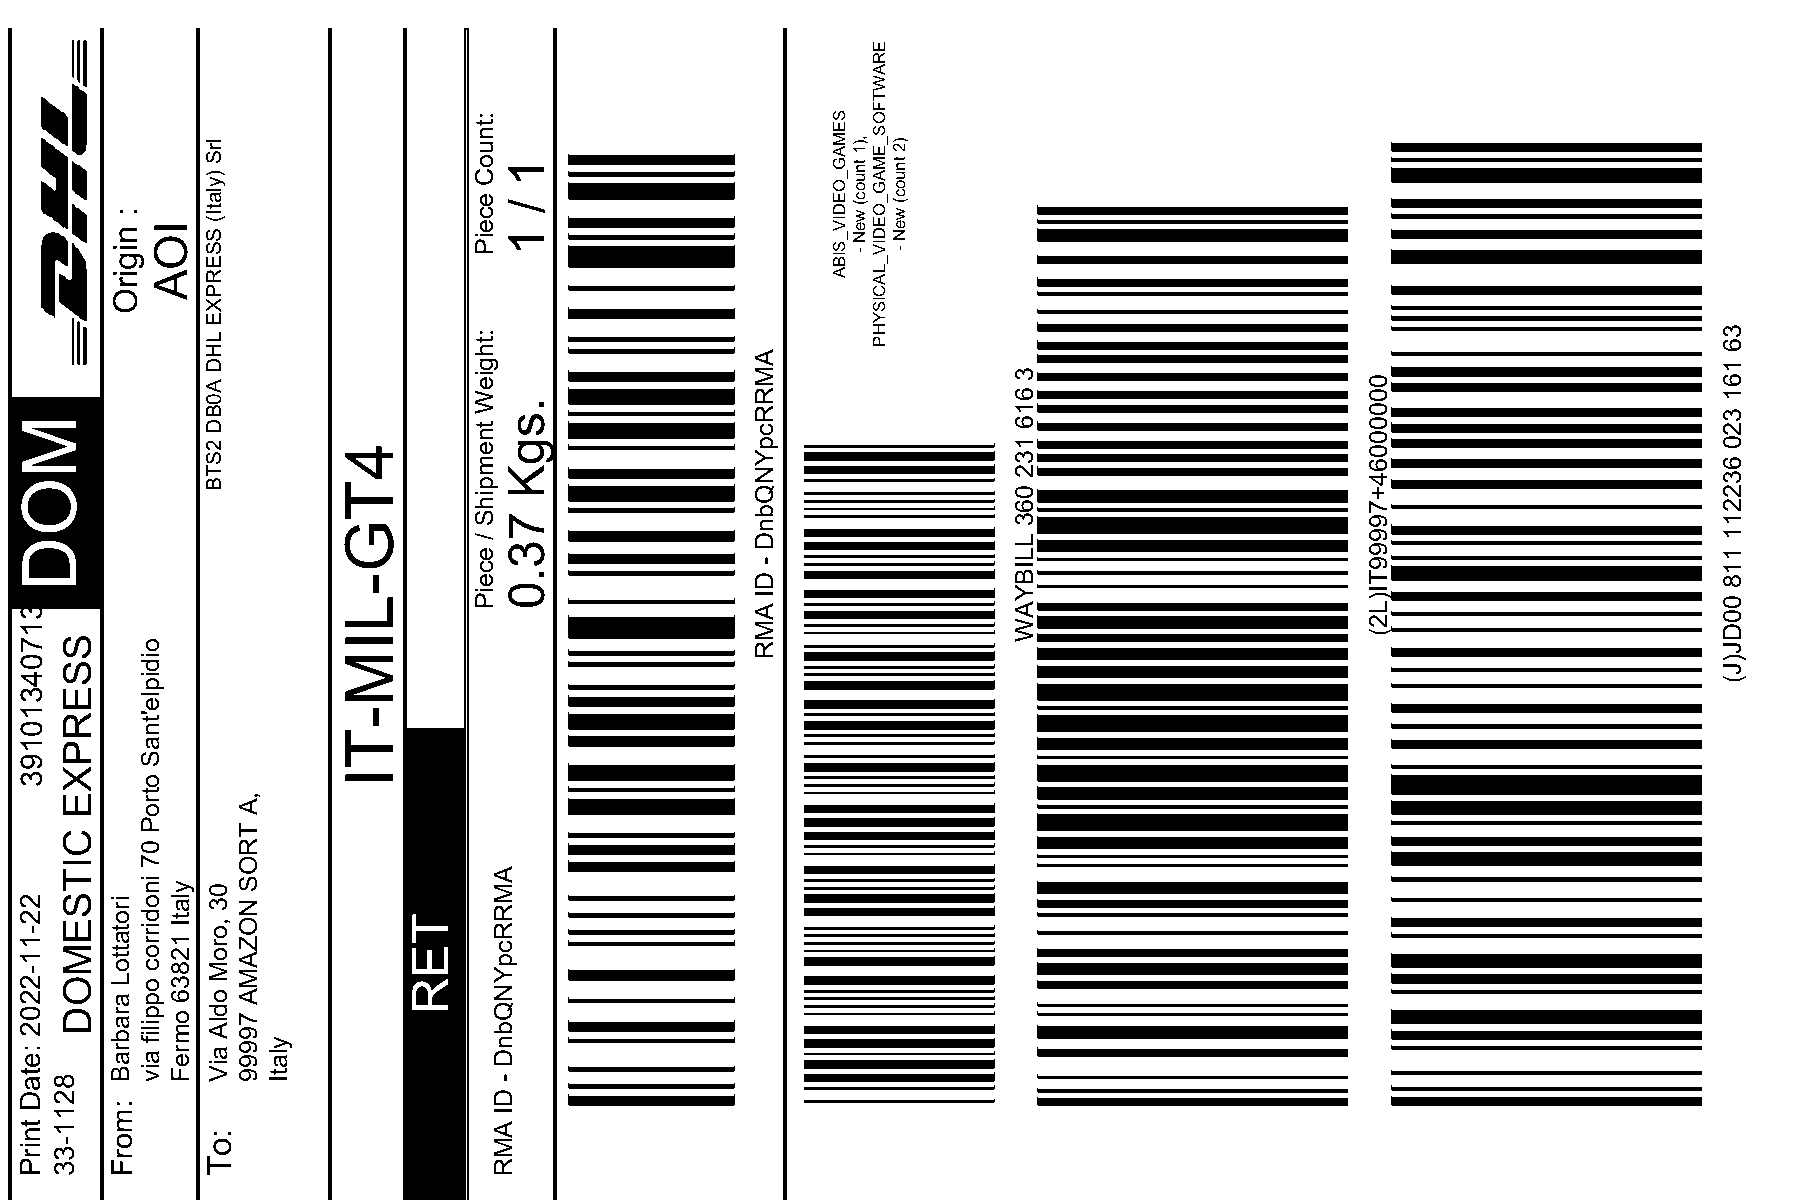 Print Date: 2022-11-22 39101340713
33-1128 DOMESTIC EXPRESS
DOM
DHL
From: Barbara Lottatori
via filippo corridoni 70 Porto Sant'elpidio
Fermo 63821 Italy
Origin :
AOI
BTS2 DB0A DHL EXPRESS (Italy) Srl
To: Via Aldo Moro, 30
99997 AMAZON SORT A,
Italy
IT-MIL-GT4
RET
RMA ID - DnbQNYpcRRMA
Piece / Shipment Weight:
0.37 Kgs.
Piece Count:
1 / 1
RMA ID - DnbQNYpcRRMA
ABIS_VIDEO_GAMES
- New (count 1),
PHYSICAL_VIDEO_GAME_SOFTWARE
- New (count 2)
WAYBILL 360 231 616 3
(2L)IT99997+46000000
(J)JD00 811 112236 023 161 63